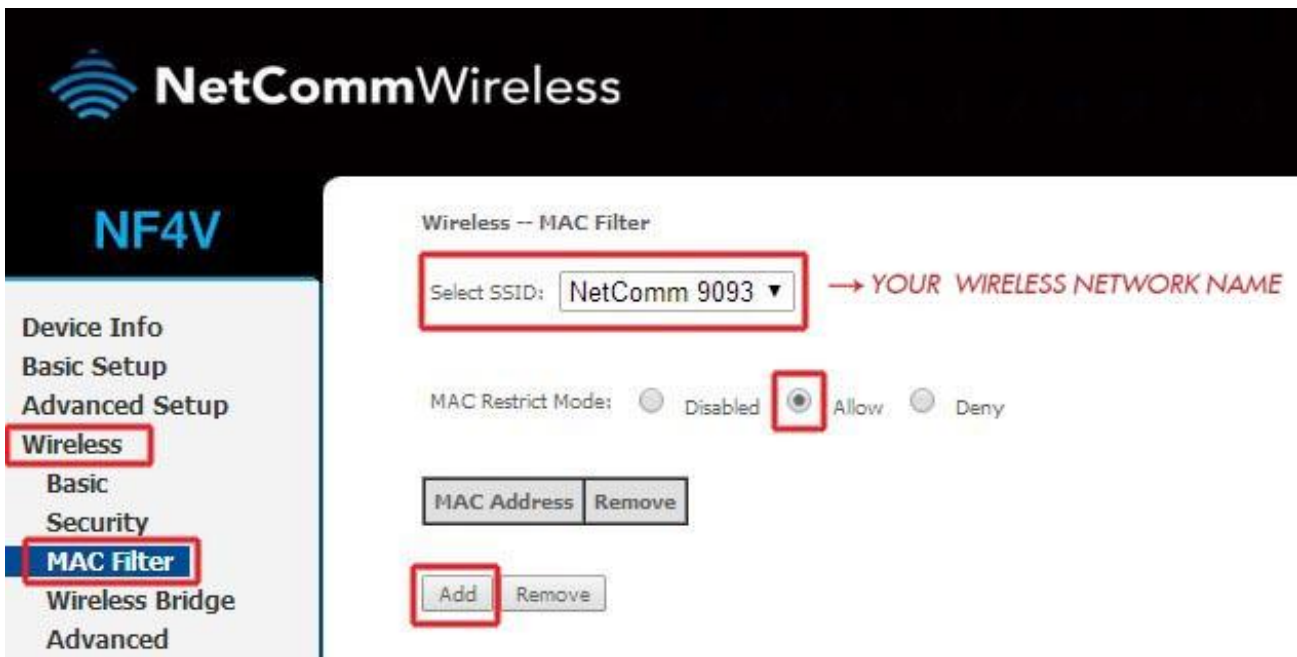 NetCommWireless
NF4V
Device Info
Basic Setup
Advanced Setup
Wireless
Basic
Security
MAC Filter
Wireless Bridge
Advanced
Wireless -- MAC Filter
Select SSID: NetComm 9093 ▼ → YOUR WIRELESS NETWORK NAME
MAC Restrict Mode: Disabled Allow Deny
MAC Address Remove
Add Remove